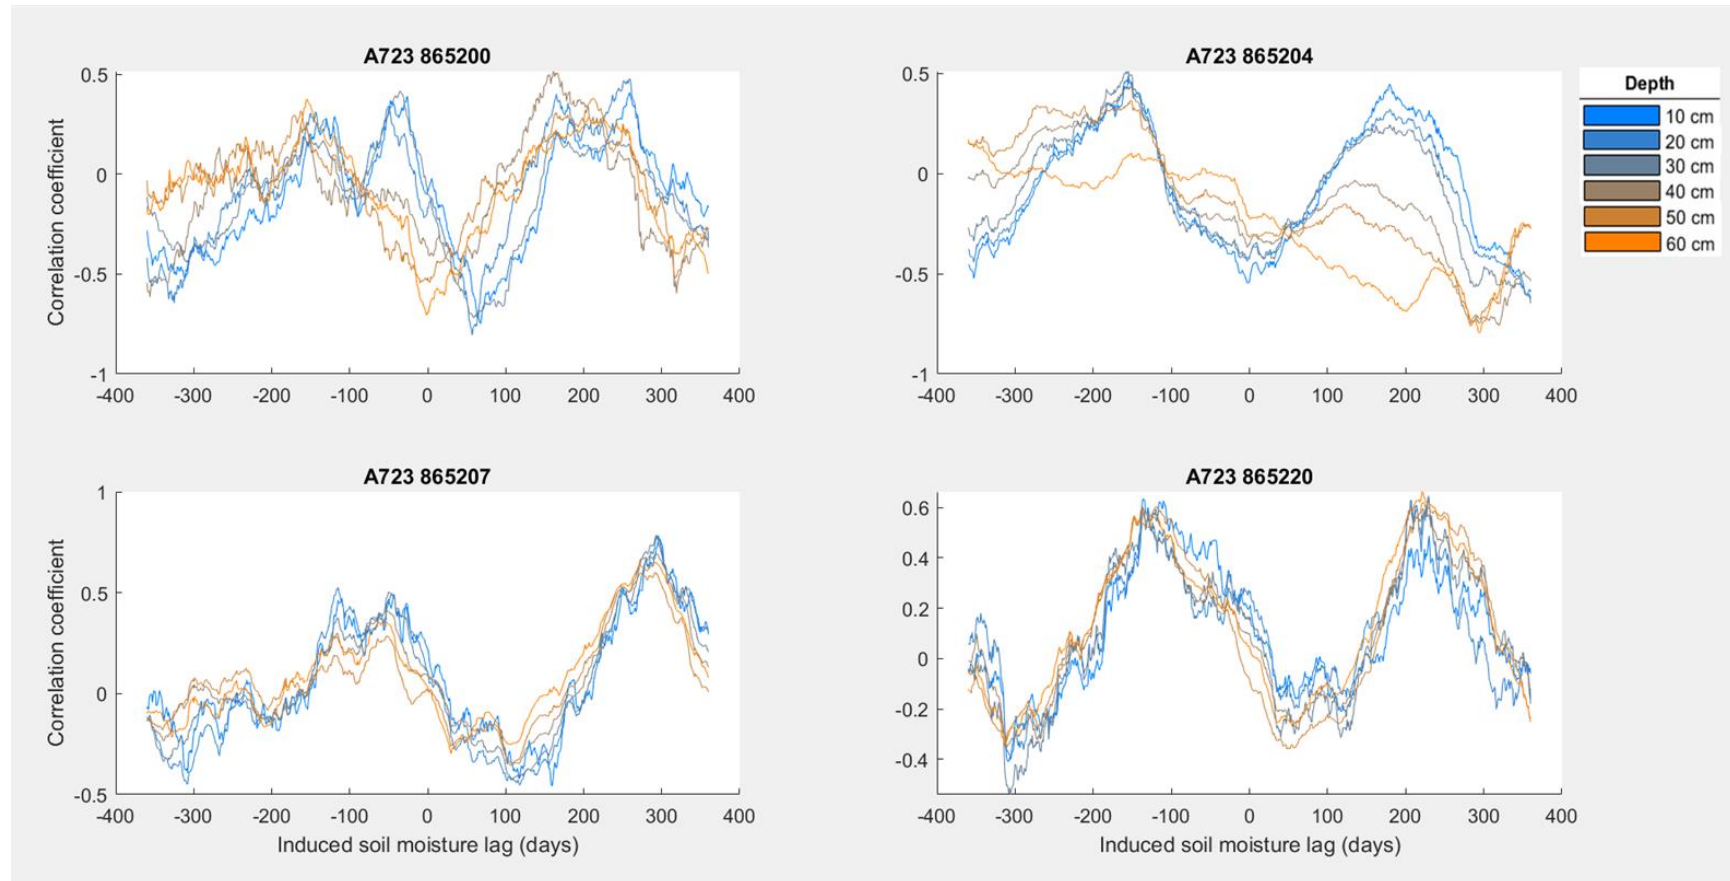 A723 865200
0.5
0
-0.5
-1
-400 -300 -200 -100 0 100 200 300 400
Correlation coefficient
A723 865204
0.5
0
-0.5
-1
-400 -300 -200 -100 0 100 200 300 400
Depth
10 cm
20 cm
30 cm
40 cm
50 cm
60 cm
A723 865207
1
0.5
0
-0.5
-400 -300 -200 -100 0 100 200 300 400
Correlation coefficient
Induced soil moisture lag (days)
A723 865220
0.6
0.4
0.2
0
-0.2
-0.4
-400 -300 -200 -100 0 100 200 300 400
Induced soil moisture lag (days)